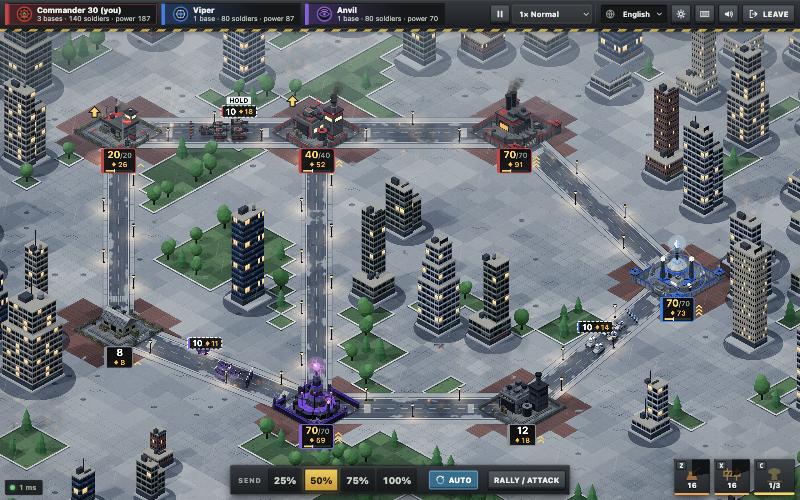 Commander 30 (you)
3 bases · 140 soldiers · power 187
Viper
1 base · 80 soldiers · power 87
Anvil
1 base · 80 soldiers · power 70
1× Normal
English
LEAVE
HOLD
10 ♦ 18
20/20
♦ 26
40/40
♦ 52
70/70
♦ 91
70/70
♦ 73
10 ♦ 14
10 ♦ 11
8
♦ 8
70/70
♦ 59
12
♦ 18
SEND 25% 50% 75% 100% AUTO RALLY / ATTACK
Z
16
X
16
C
1/3
1 ms